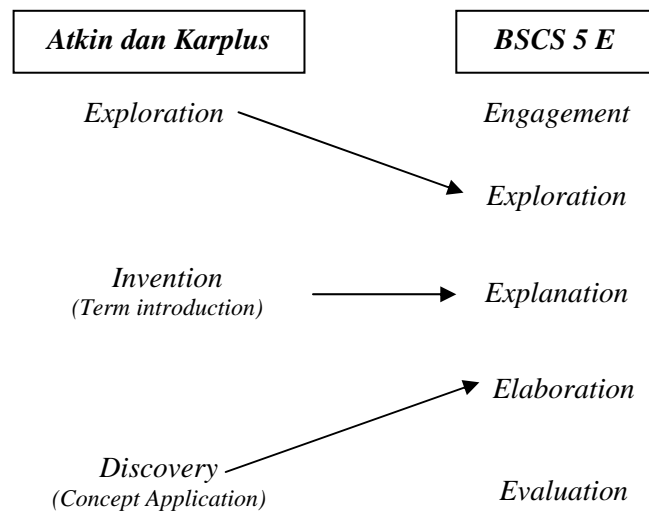 Atkin dan Karplus
BSCS 5 E
Exploration
Engagement
Exploration
Invention
(Term introduction)
Explanation
Elaboration
Discovery
(Concept Application)
Evaluation